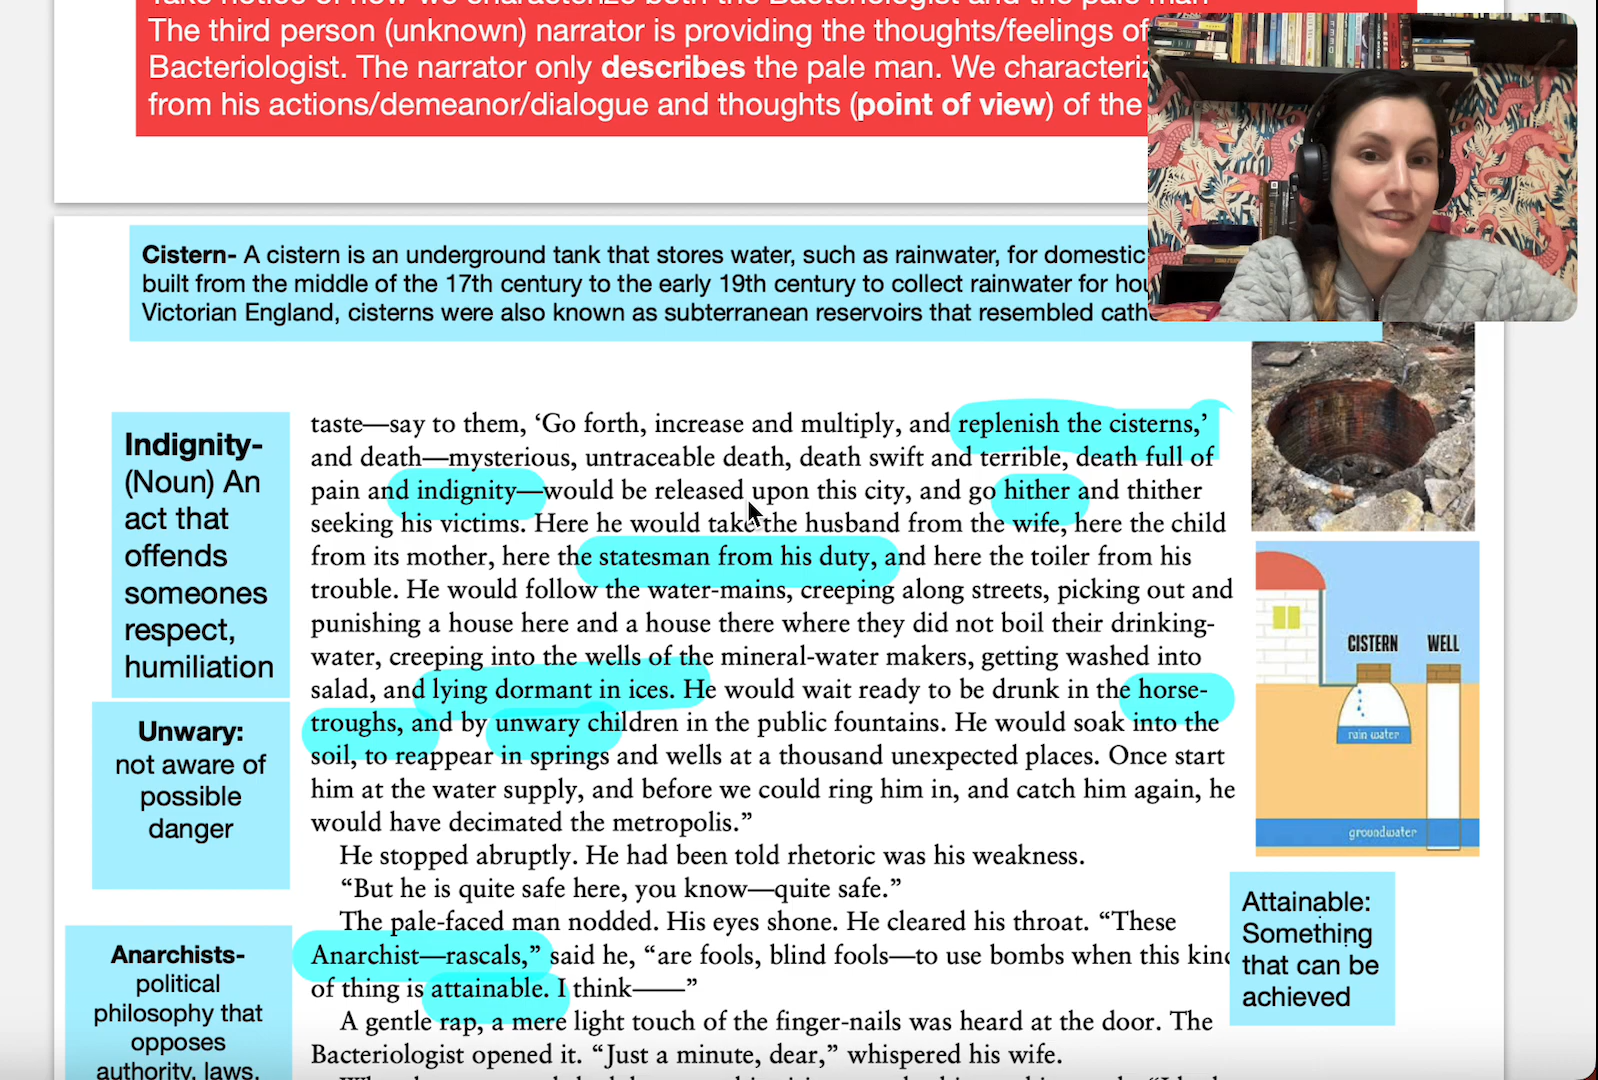 Take notice of how we characterize both the Bacteriologist and the pale man
The third person (unknown) narrator is providing the thoughts/feelings of
Bacteriologist. The narrator only describes the pale man. We characteriz
from his actions/demeanor/dialogue and thoughts (point of view) of the
Cistern- A cistern is an underground tank that stores water, such as rainwater, for domestic
built from the middle of the 17th century to the early 19th century to collect rainwater for hou
Victorian England, cisterns were also known as subterranean reservoirs that resembled cath
Indignity-
(Noun) An
act that
offends
someones
respect,
humiliation
Unwary:
not aware of
possible
danger
Anarchists-
political
philosophy that
opposes
authority, laws,
taste—say to them, ‘Go forth, increase and multiply, and replenish the cisterns,’
and death—mysterious, untraceable death, death swift and terrible, death full of
pain and indignity—would be released upon this city, and go hither and thither
seeking his victims. Here he would take the husband from the wife, here the child
from its mother, here the statesman from his duty, and here the toiler from his
trouble. He would follow the water-mains, creeping along streets, picking out and
punishing a house here and a house there where they did not boil their drinking-
water, creeping into the wells of the mineral-water makers, getting washed into
salad, and lying dormant in ices. He would wait ready to be drunk in the horse-
troughs, and by unwary children in the public fountains. He would soak into the
soil, to reappear in springs and wells at a thousand unexpected places. Once start
him at the water supply, and before we could ring him in, and catch him again, he
would have decimated the metropolis.”
He stopped abruptly. He had been told rhetoric was his weakness.
“But he is quite safe here, you know—quite safe.”
The pale-faced man nodded. His eyes shone. He cleared his throat. “These
Anarchist—rascals,” said he, “are fools, blind fools—to use bombs when this kind
of thing is attainable. I think——”
A gentle rap, a mere light touch of the finger-nails was heard at the door. The
Bacteriologist opened it. “Just a minute, dear,” whispered his wife.
CISTERN WELL
rain water
groundwater
Attainable:
Something
that can be
achieved